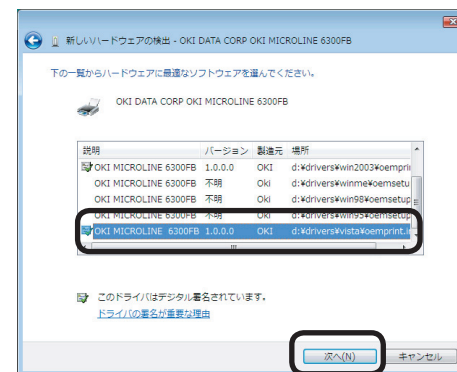 新しいハードウェアの検出 - OKI DATA CORP OKI MICROLINE 6300FB
下の一覧からハードウェアに最適なソフトウェアを選んでください。
OKI DATA CORP OKI MICROLINE 6300FB
説明 バージョン 製造元 場所
OKI MICROLINE 6300FB 1.0.0.0 OKI d:¥drivers¥win2003¥oemprin
OKI MICROLINE 6300FB 不明 Oki d:¥drivers¥winme¥oemsetu
OKI MICROLINE 6300FB 不明 Oki d:¥drivers¥win98¥oemsetup
OKI MICROLINE 6300FB 不明 Oki d:¥drivers¥win95¥oemsetup
OKI MICROLINE 6300FB 1.0.0.0 OKI d:¥drivers¥vista¥oemprint.i
このドライバはデジタル署名されています。
ドライバの署名が重要な理由
次へ(N) キャンセル